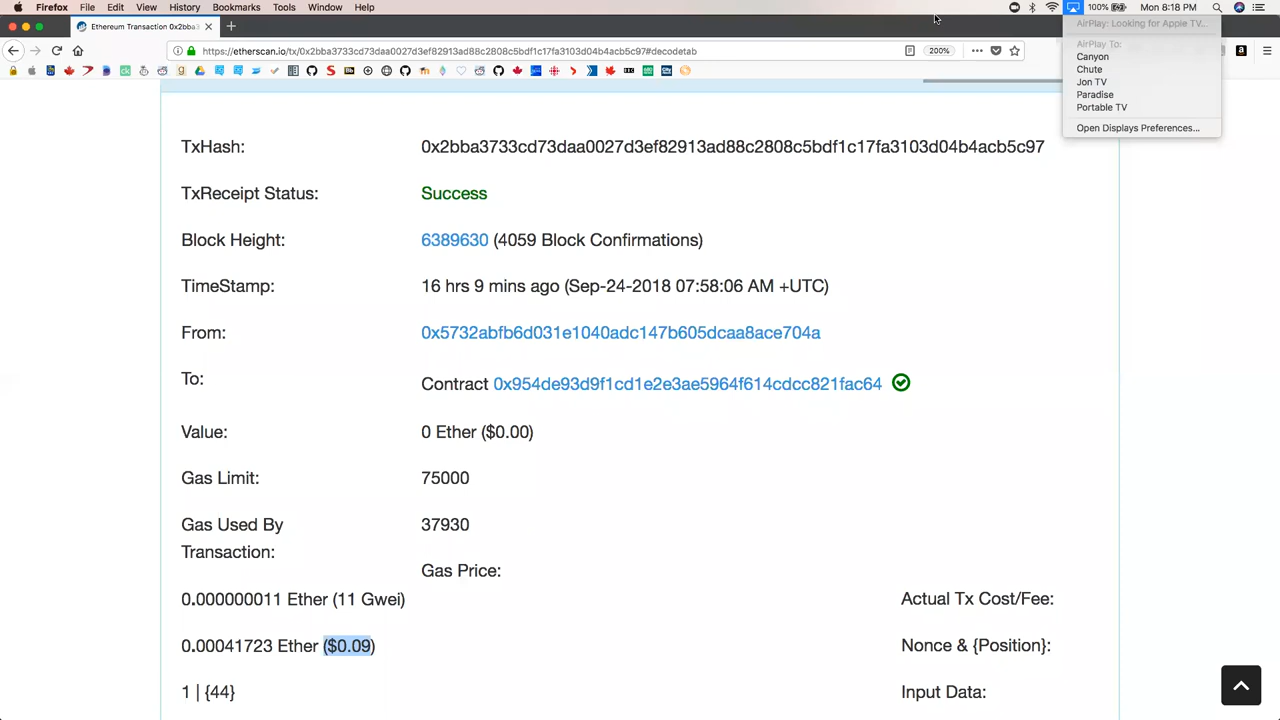 Firefox File Edit View History Bookmarks Tools Window Help 100% Mon 8:18 PM
Ethereum Transaction 0x2bba3
https://etherscan.io/tx/0x2bba3733cd73daa0027d3ef82913ad88c2808c5bdf1c17fa3103d04b4acb5c97#decodetab 200%
AirPlay: Looking for Apple TV...
AirPlay To:
Canyon
Chute
Jon TV
Paradise
Portable TV
Open Displays Preferences...
TxHash: 0x2bba3733cd73daa0027d3ef82913ad88c2808c5bdf1c17fa3103d04b4acb5c97
TxReceipt Status: Success
Block Height: 6389630 (4059 Block Confirmations)
TimeStamp: 16 hrs 9 mins ago (Sep-24-2018 07:58:06 AM +UTC)
From: 0x5732abfb6d031e1040adc147b605dcaa8ace704a
To: Contract 0x954de93d9f1cd1e2e3ae5964f614cdcc821fac64
Value: 0 Ether ($0.00)
Gas Limit: 75000
Gas Used By 37930
Transaction:
Gas Price:
0.000000011 Ether (11 Gwei) Actual Tx Cost/Fee:
0.00041723 Ether ($0.09) Nonce & {Position}:
1 | {44} Input Data: